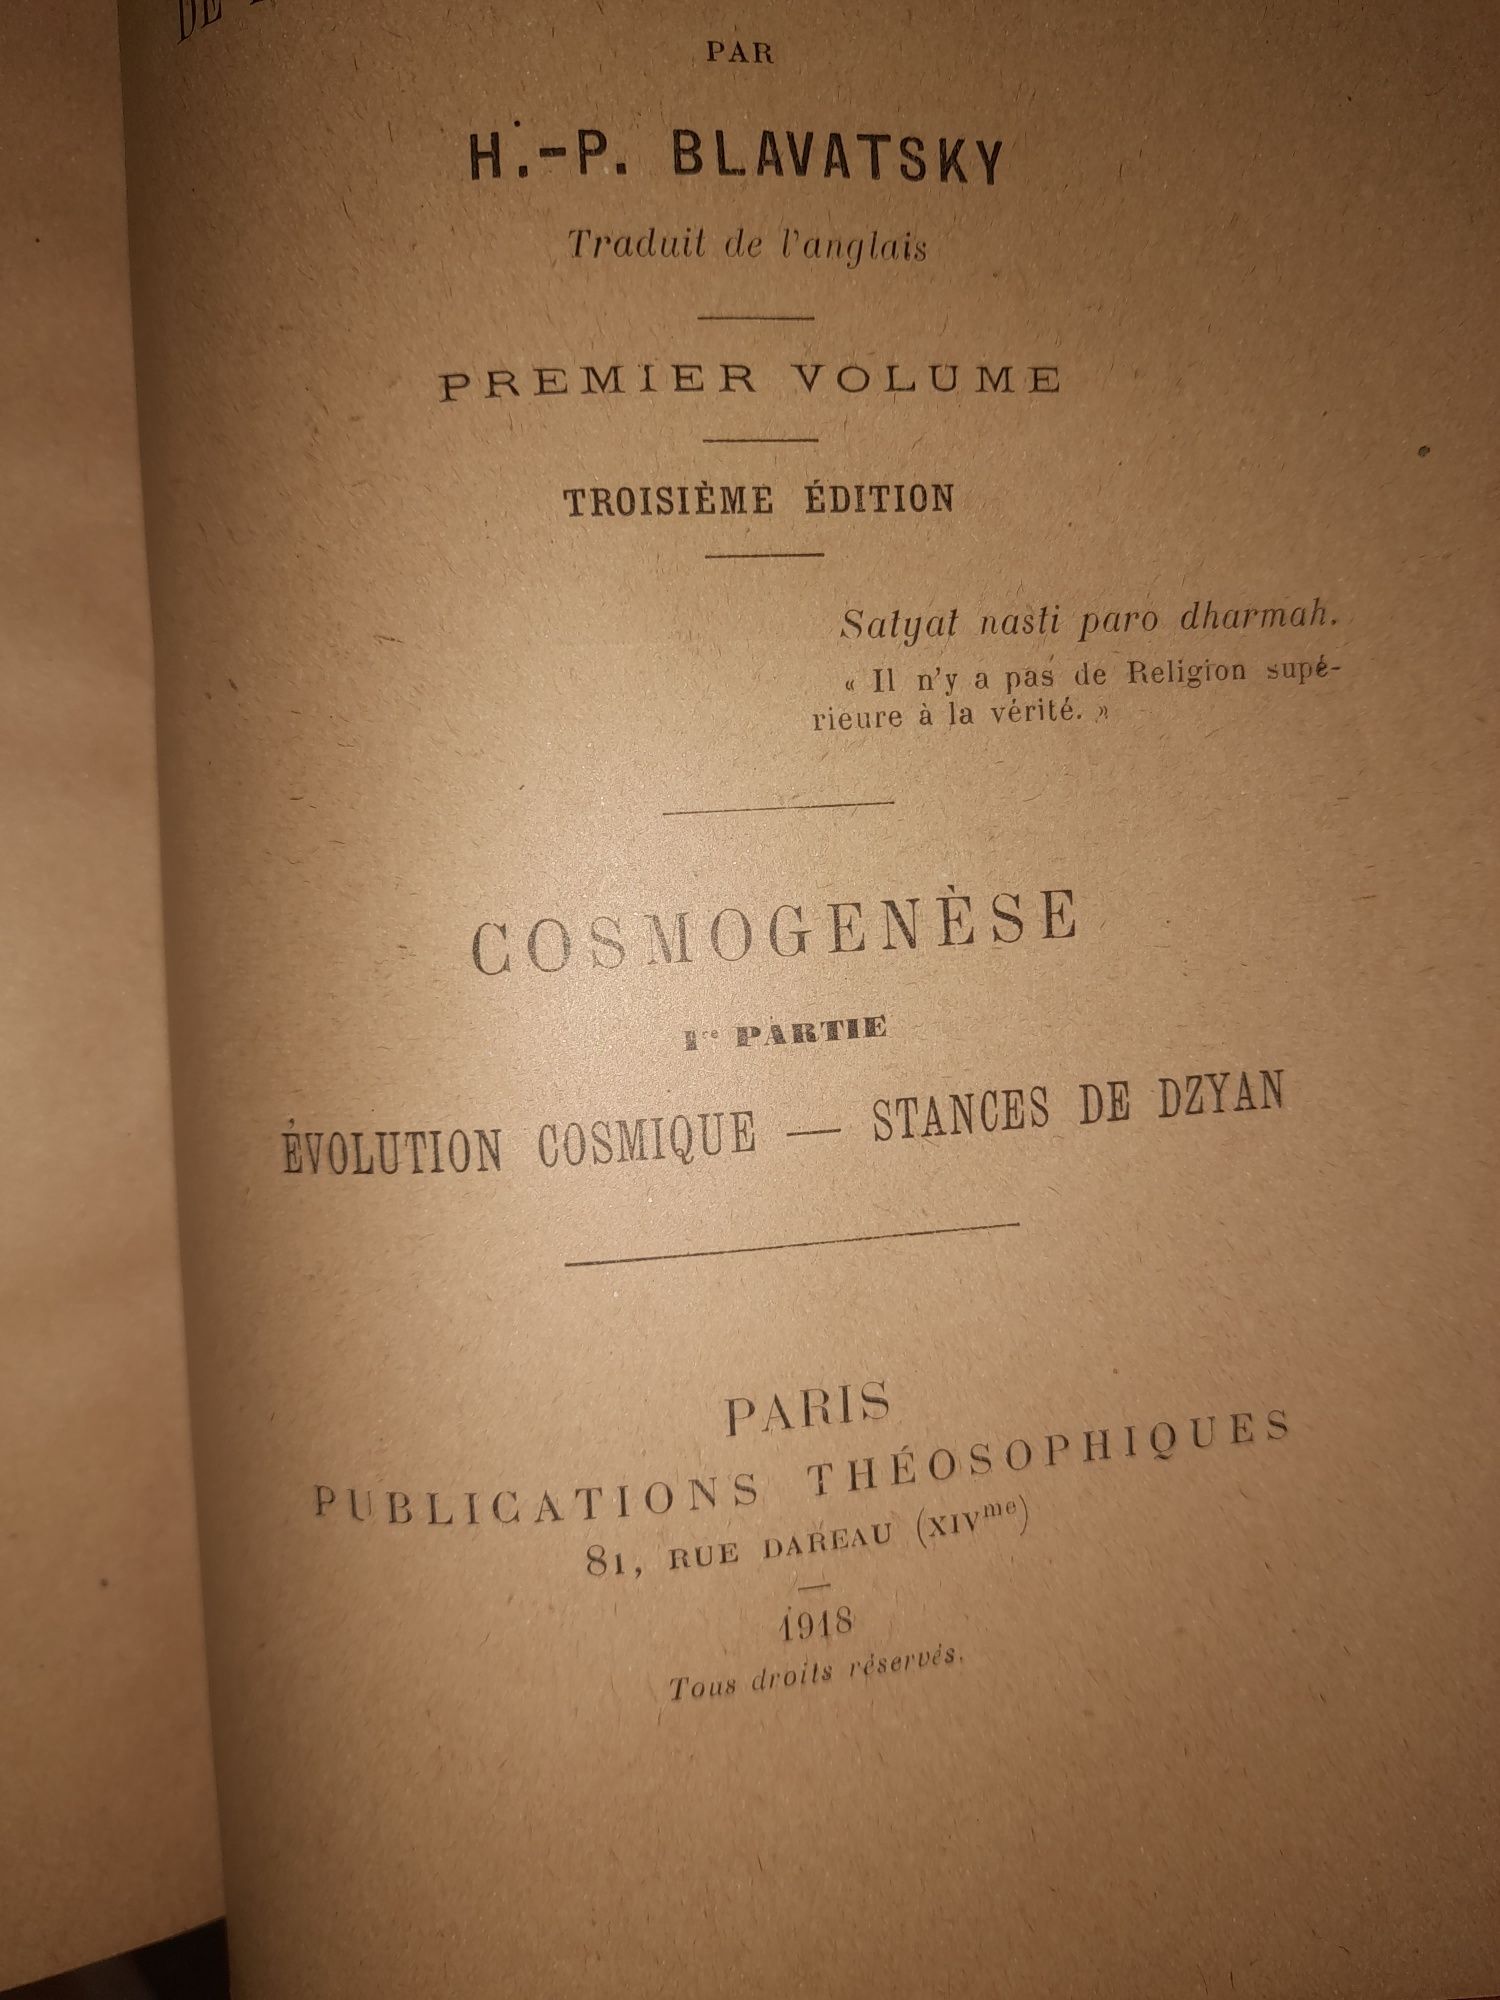 DE
PAR
H.-P. BLAVATSKY
Traduit de l'anglais
PREMIER VOLUME
TROISIÈME ÉDITION
Satyat nasti paro dharmah.
« Il n'y a pas de Religion supé-
rieure à la vérité. »
COSMOGENÈSE
1re PARTIE
ÉVOLUTION COSMIQUE — STANCES DE DZYAN
PARIS
PUBLICATIONS THÉOSOPHIQUES
81, RUE DAREAU (XIVme)
1918
Tous droits réservés.